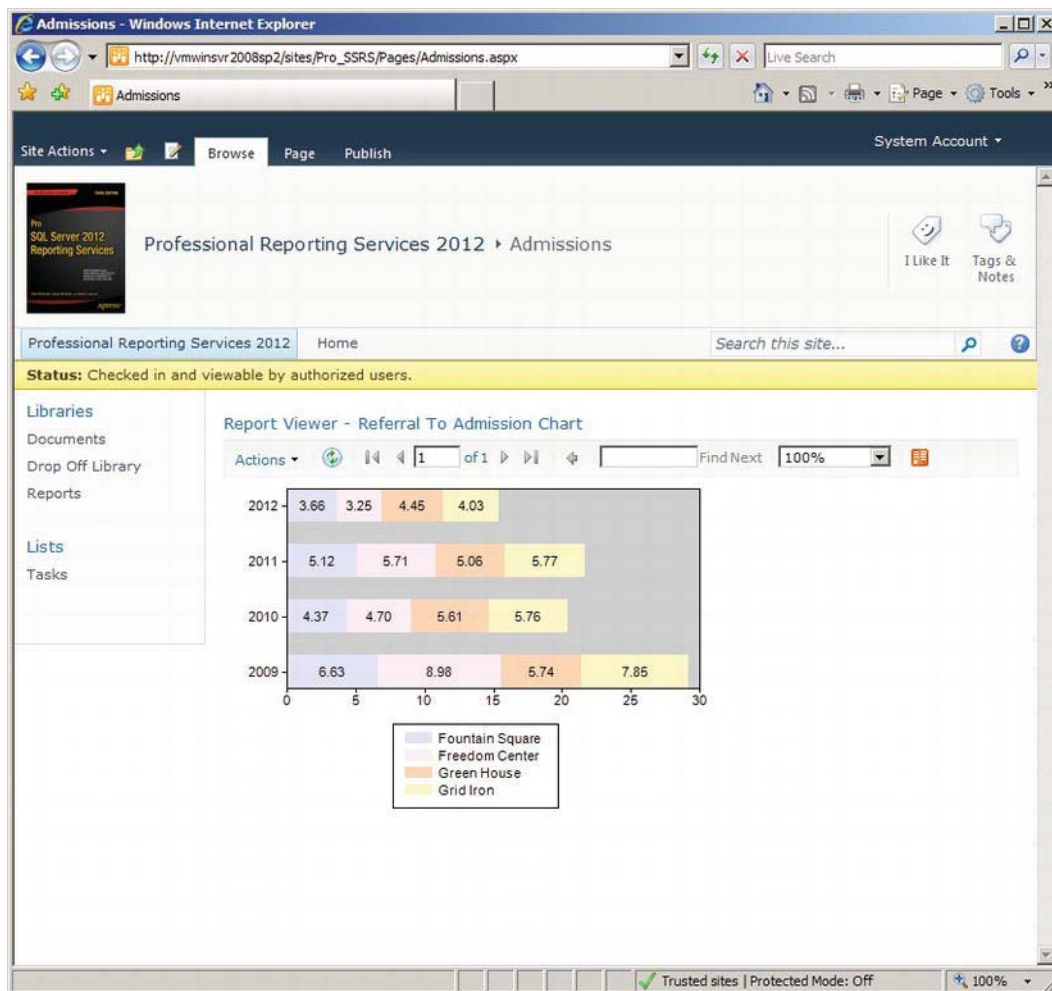 Admissions - Windows Internet Explorer
http://vmwinsvr2008sp2/sites/Pro_SSRS/Pages/Admissions.aspx
Live Search
Admissions
Page
Tools
»
Site Actions
Browse
Page
Publish
System Account
Pro
SQL Server 2012
Reporting Services
Apress
Professional Reporting Services 2012 ▸ Admissions
I Like It
Tags &
Notes
Professional Reporting Services 2012
Home
Search this site...
Status: Checked in and viewable by authorized users.
Libraries
Documents
Drop Off Library
Reports
Lists
Tasks
Report Viewer - Referral To Admission Chart
Actions
1 of 1
Find Next
100%
2012 3.66 3.25 4.45 4.03
2011 5.12 5.71 5.06 5.77
2010 4.37 4.70 5.61 5.76
2009 6.63 8.98 5.74 7.85
0 5 10 15 20 25 30
Fountain Square
Freedom Center
Green House
Grid Iron
Trusted sites | Protected Mode: Off
100%